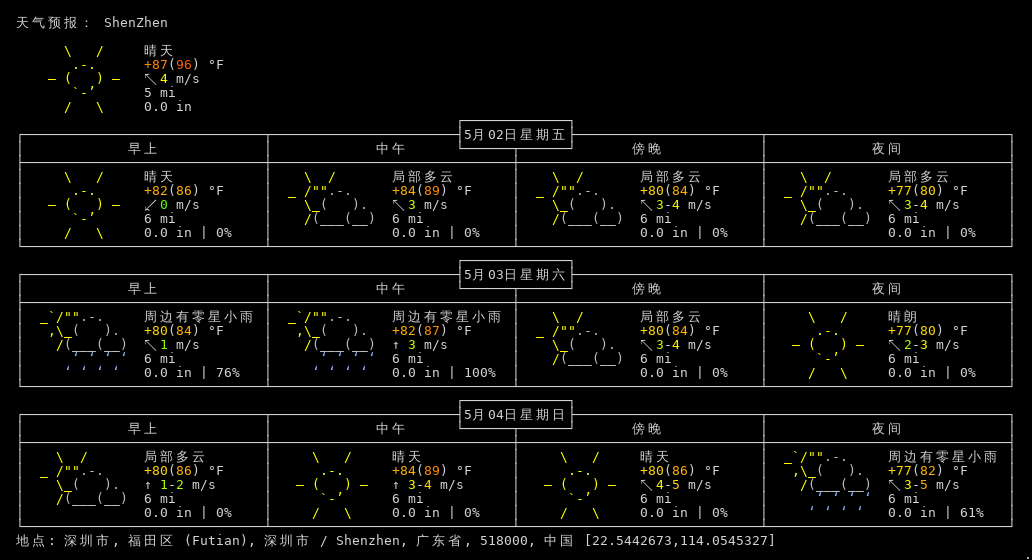 天气预报： ShenZhen
晴天
+87(96) °F
↖4 m/s
5 mi
0.0 in
5月02日星期五
早上 中午 傍晚 夜间
晴天 局部多云 局部多云 局部多云
+82(86) °F +84(89) °F +80(84) °F +77(80) °F
↙0 m/s ↖3 m/s ↖3-4 m/s ↖3-4 m/s
6 mi 6 mi 6 mi 6 mi
0.0 in | 0% 0.0 in | 0% 0.0 in | 0% 0.0 in | 0%
5月03日星期六
早上 中午 傍晚 夜间
周边有零星小雨 周边有零星小雨 局部多云 晴朗
+80(84) °F +82(87) °F +80(84) °F +77(80) °F
↖1 m/s ↑ 3 m/s ↖3-4 m/s ↖2-3 m/s
6 mi 6 mi 6 mi 6 mi
0.0 in | 76% 0.0 in | 100% 0.0 in | 0% 0.0 in | 0%
5月04日星期日
早上 中午 傍晚 夜间
局部多云 晴天 晴天 周边有零星小雨
+80(86) °F +84(89) °F +80(86) °F +77(82) °F
↑ 1-2 m/s ↖3-4 m/s ↖4-5 m/s ↖3-5 m/s
6 mi 6 mi 6 mi 6 mi
0.0 in | 0% 0.0 in | 0% 0.0 in | 0% 0.0 in | 61%
地点: 深圳市, 福田区 (Futian), 深圳市 / Shenzhen, 广东省, 518000, 中国 [22.5442673,114.0545327]